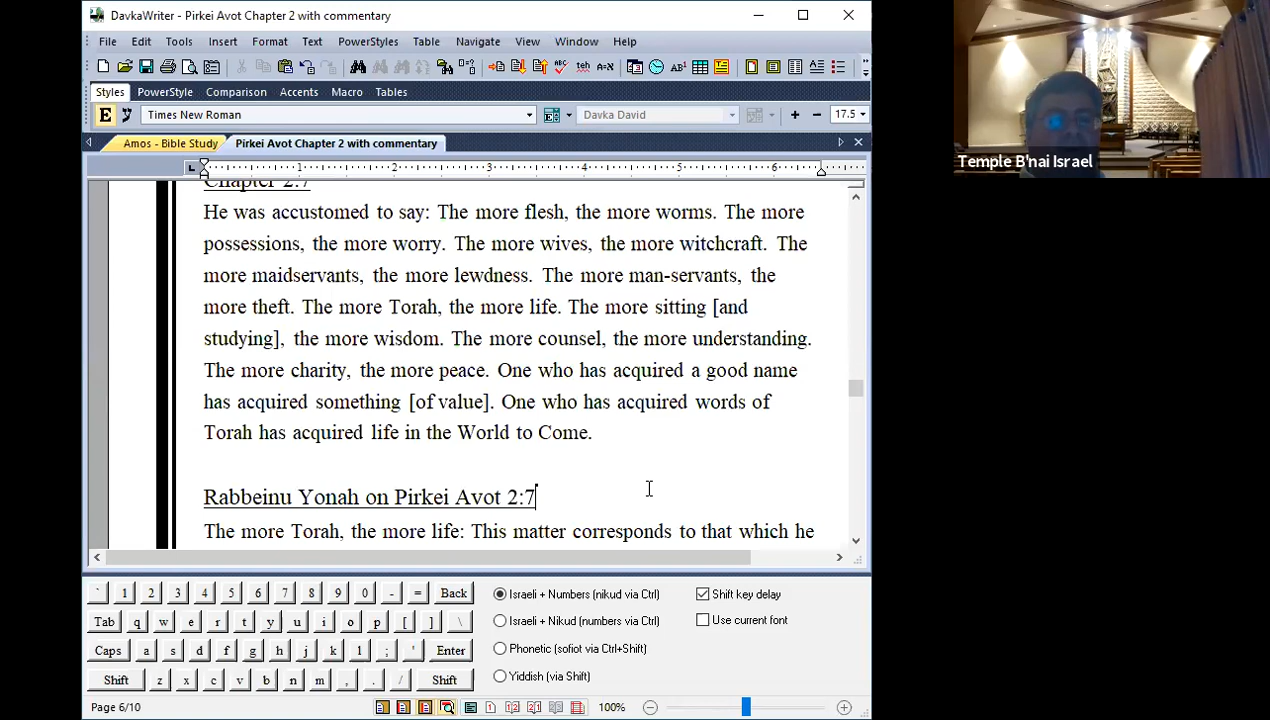 DavkaWriter - Pirkei Avot Chapter 2 with commentary
File Edit Tools Insert Format Text PowerStyles Table Navigate View Window Help
Styles PowerStyle Comparison Accents Macro Tables
E Times New Roman Davka David 17.5
Amos - Bible Study Pirkei Avot Chapter 2 with commentary
1 2 3 4 5 6
Chapter 2:7
He was accustomed to say: The more flesh, the more worms. The more
possessions, the more worry. The more wives, the more witchcraft. The
more maidservants, the more lewdness. The more man-servants, the
more theft. The more Torah, the more life. The more sitting [and
studying], the more wisdom. The more counsel, the more understanding.
The more charity, the more peace. One who has acquired a good name
has acquired something [of value]. One who has acquired words of
Torah has acquired life in the World to Come.
Rabbeinu Yonah on Pirkei Avot 2:7
The more Torah, the more life: This matter corresponds to that which he
` 1 2 3 4 5 6 7 8 9 0 - = Back
Tab q w e r t y u i o p [ ] \
Caps a s d f g h j k l ; ' Enter
Shift z x c v b n m , . / Shift
Israeli + Numbers (nikud via Ctrl)
Israeli + Nikud (numbers via Ctrl)
Phonetic (sofiot via Ctrl+Shift)
Yiddish (via Shift)
Shift key delay
Use current font
Page 6/10 100%
Temple B'nai Israel